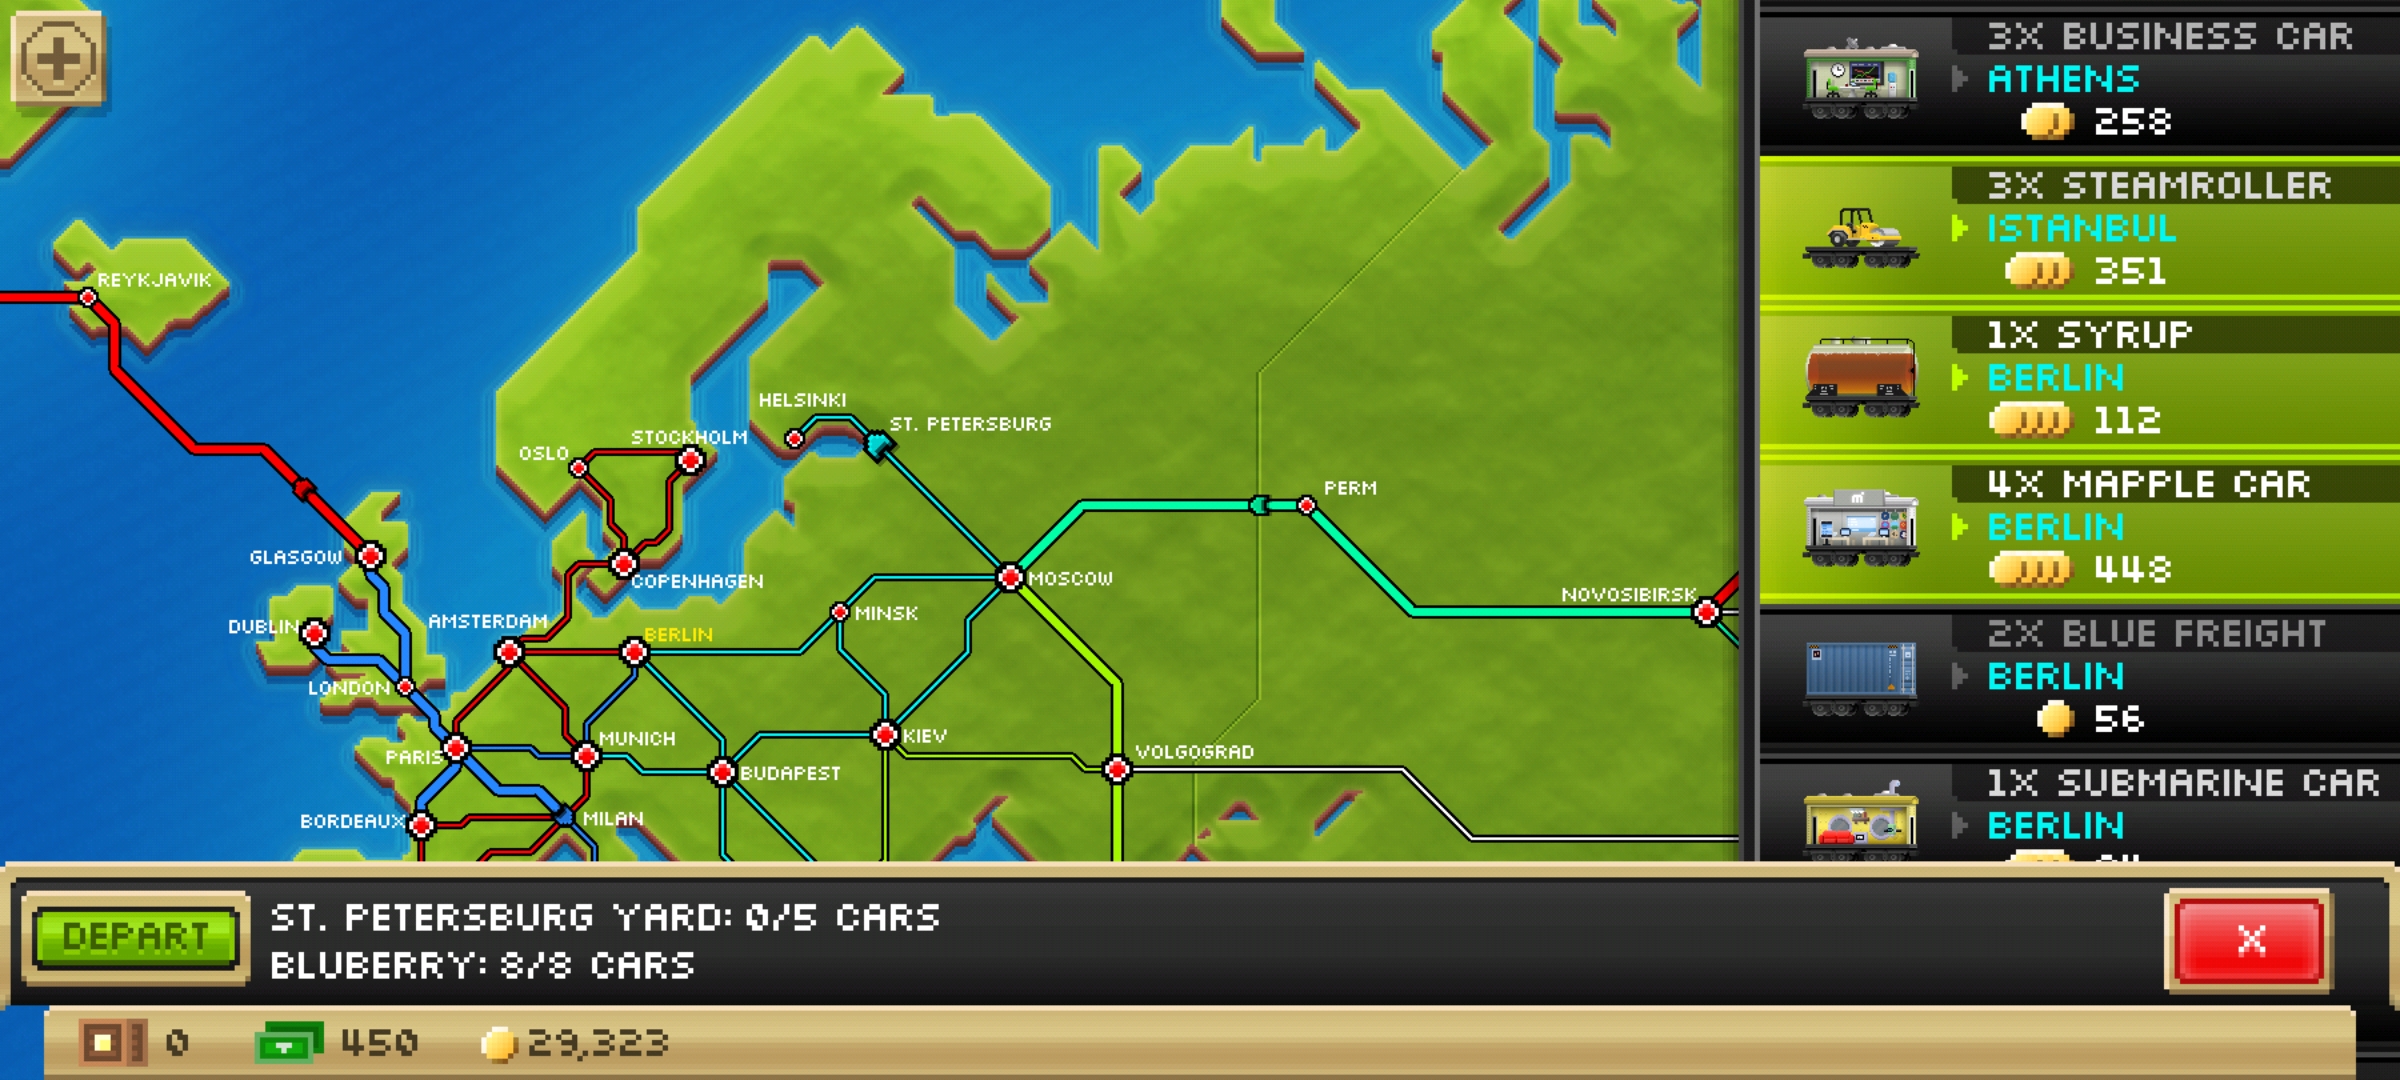 3X BUSINESS CAR
ATHENS
258
3X STEAMROLLER
ISTANBUL
351
1X SYRUP
BERLIN
112
4X MAPPLE CAR
m
BERLIN
448
2X BLUE FREIGHT
BERLIN
56
1X SUBMARINE CAR
BERLIN
REYKJAVIK
HELSINKI
ST. PETERSBURG
STOCKHOLM
OSLO
PERM
GLASGOW
COPENHAGEN
MOSCOW
NOVOSIBIRSK
DUBLIN
AMSTERDAM
MINSK
BERLIN
LONDON
PARIS
MUNICH
KIEV
VOLGOGRAD
BUDAPEST
BORDEAUX
MILAN
DEPART
ST. PETERSBURG YARD: 0/5 CARS
BLUBERRY: 8/8 CARS
X
0
450
29,323